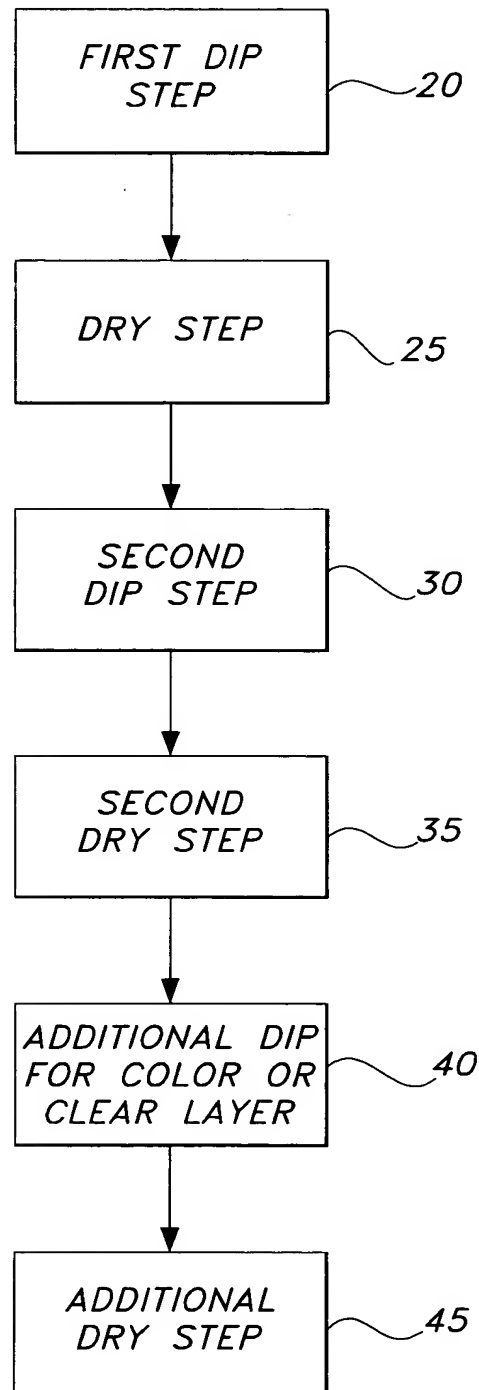 FIRST DIP
STEP
20
DRY STEP
25
SECOND
DIP STEP
30
SECOND
DRY STEP
35
ADDITIONAL DIP
FOR COLOR OR
CLEAR LAYER
40
ADDITIONAL
DRY STEP
45